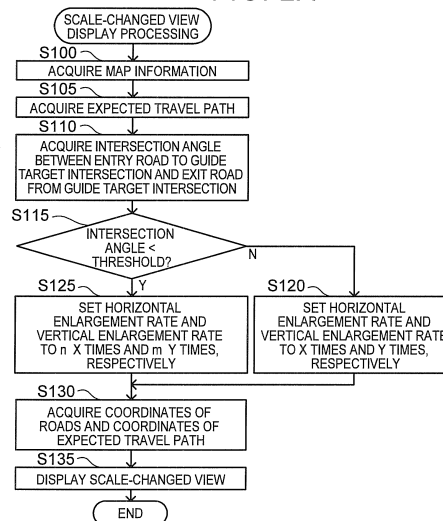 SCALE-CHANGED VIEW
DISPLAY PROCESSING
S100
ACQUIRE MAP INFORMATION
S105
ACQUIRE EXPECTED TRAVEL PATH
S110
ACQUIRE INTERSECTION ANGLE
BETWEEN ENTRY ROAD TO GUIDE
TARGET INTERSECTION AND EXIT ROAD
FROM GUIDE TARGET INTERSECTION
S115
INTERSECTION
ANGLE <
THRESHOLD?
N
Y
S125
SET HORIZONTAL
ENLARGEMENT RATE AND
VERTICAL ENLARGEMENT RATE
TO n X TIMES AND m Y TIMES,
RESPECTIVELY
S120
SET HORIZONTAL
ENLARGEMENT RATE AND
VERTICAL ENLARGEMENT RATE
TO X TIMES AND Y TIMES,
RESPECTIVELY
S130
ACQUIRE COORDINATES OF
ROADS AND COORDINATES OF
EXPECTED TRAVEL PATH
S135
DISPLAY SCALE-CHANGED VIEW
END